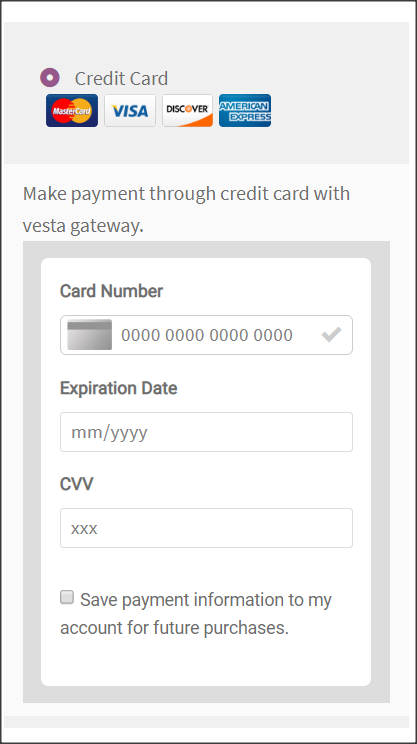 Credit Card
MasterCard VISA DISCOVER AMERICAN EXPRESS
Make payment through credit card with
vesta gateway.
Card Number
0000 0000 0000 0000
Expiration Date
mm/yyyy
CVV
xxx
Save payment information to my
account for future purchases.